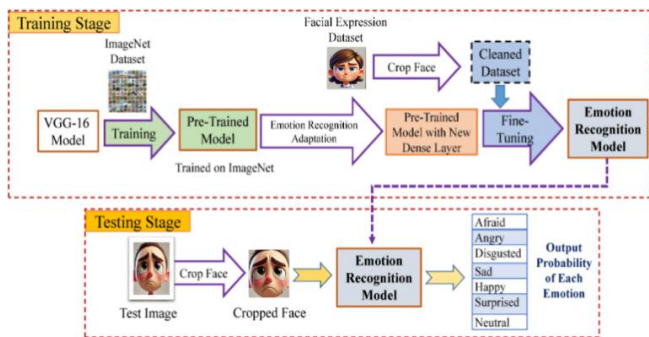 Training Stage
ImageNet
Dataset
Facial Expression
Dataset
Crop Face
Cleaned
Dataset
VGG-16
Model
Training
Pre-Trained
Model
Trained on ImageNet
Emotion Recognition
Adaptation
Pre-Trained
Model with New
Dense Layer
Fine-
Tuning
Emotion
Recognition
Model
Testing Stage
Test Image
Crop Face
Cropped Face
Emotion
Recognition
Model
Afraid
Angry
Disgusted
Sad
Happy
Surprised
Neutral
Output
Probability
of Each
Emotion